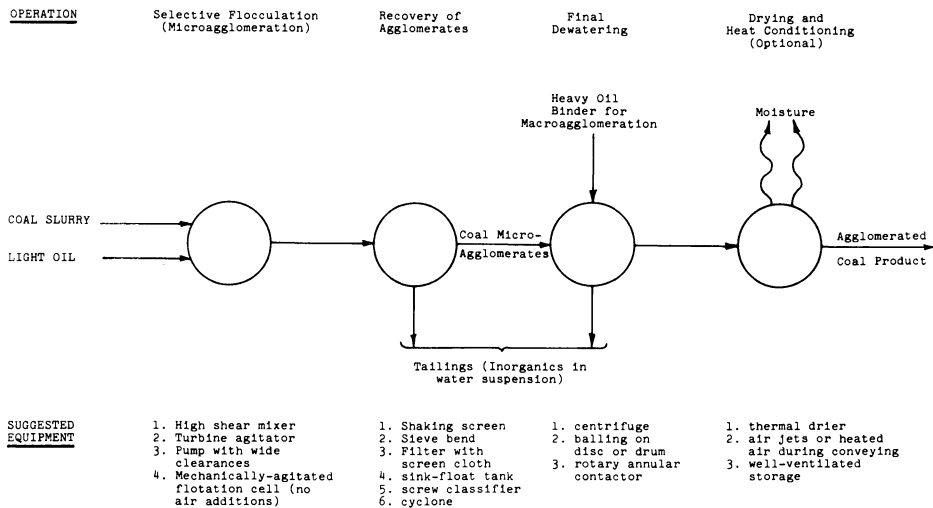 OPERATION
Selective Flocculation
(Microagglomeration)
Recovery of
Agglomerates
Final
Dewatering
Drying and
Heat Conditioning
(Optional)
Heavy Oil
Binder for
Macroagglomeration
Moisture
COAL SLURRY
LIGHT OIL
Coal Micro-
Agglomerates
Agglomerated
Coal Product
Tailings (Inorganics in
water suspension)
SUGGESTED
EQUIPMENT
1. High shear mixer
2. Turbine agitator
3. Pump with wide
clearances
4. Mechanically-agitated
flotation cell (no
air additions)
1. Shaking screen
2. Sieve bend
3. Filter with
screen cloth
4. sink-float tank
5. screw classifier
6. cyclone
1. centrifuge
2. balling on
disc or drum
3. rotary annular
contactor
1. thermal drier
2. air jets or heated
air during conveying
3. well-ventilated
storage